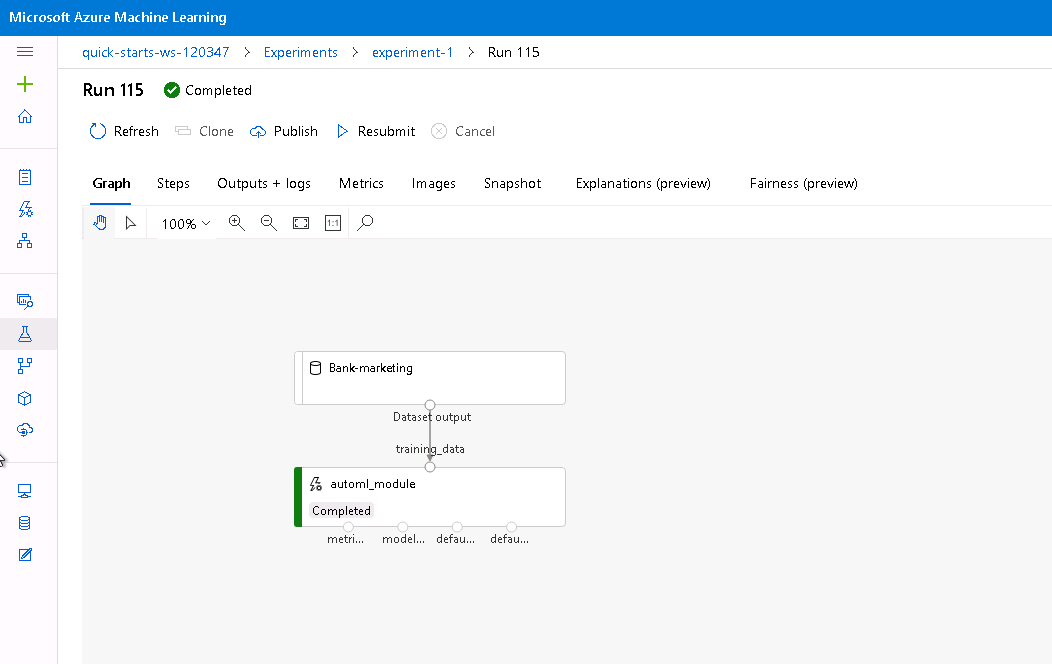 Microsoft Azure Machine Learning
quick-starts-ws-120347 > Experiments > experiment-1 > Run 115
Run 115 Completed
Refresh Clone Publish Resubmit Cancel
Graph Steps Outputs + logs Metrics Images Snapshot Explanations (preview) Fairness (preview)
100% 1:1
Bank-marketing
Dataset output
training_data
automl_module
Completed
metri... model... defau... defau...